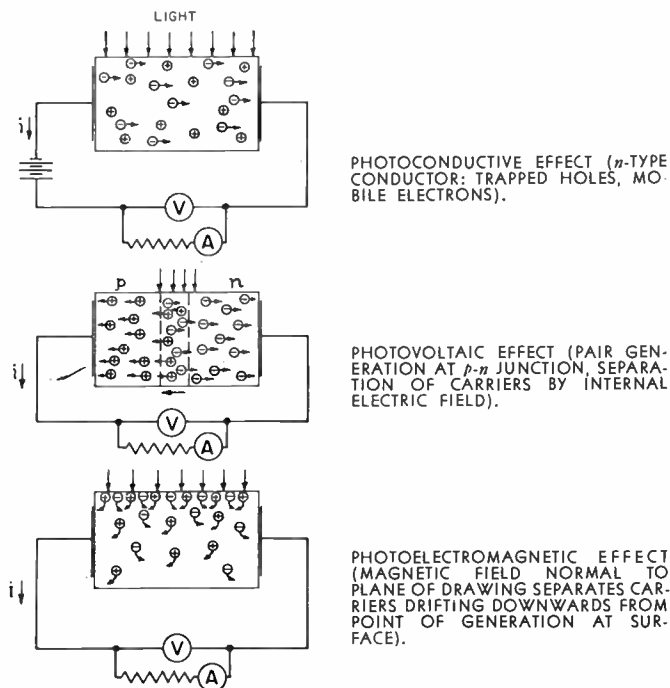 LIGHT
i
V
A
PHOTOCONDUCTIVE EFFECT (n-TYPE
CONDUCTOR: TRAPPED HOLES, MO-
BILE ELECTRONS).
p n
i
V
A
PHOTOVOLTAIC EFFECT (PAIR GEN-
ERATION AT p-n JUNCTION, SEPARA-
TION OF CARRIERS BY INTERNAL
ELECTRIC FIELD).
i
V
A
PHOTOELECTROMAGNETIC EFFECT
(MAGNETIC FIELD NORMAL TO
PLANE OF DRAWING SEPARATES CAR-
RIERS DRIFTING DOWNWARDS FROM
POINT OF GENERATION AT SUR-
FACE).